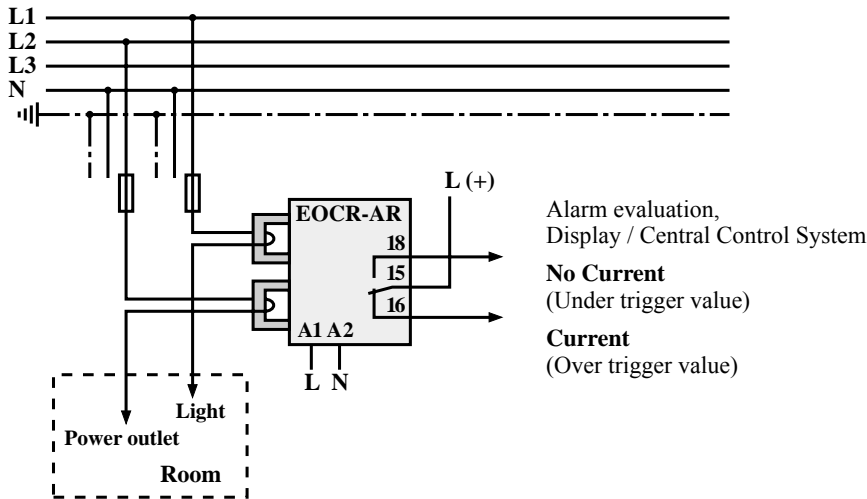 L1
L2
L3
N
L (+)
EOCR-AR
18
15
16
A1 A2
L N
Alarm evaluation,
Display / Central Control System
No Current
(Under trigger value)
Current
(Over trigger value)
Light
Power outlet
Room